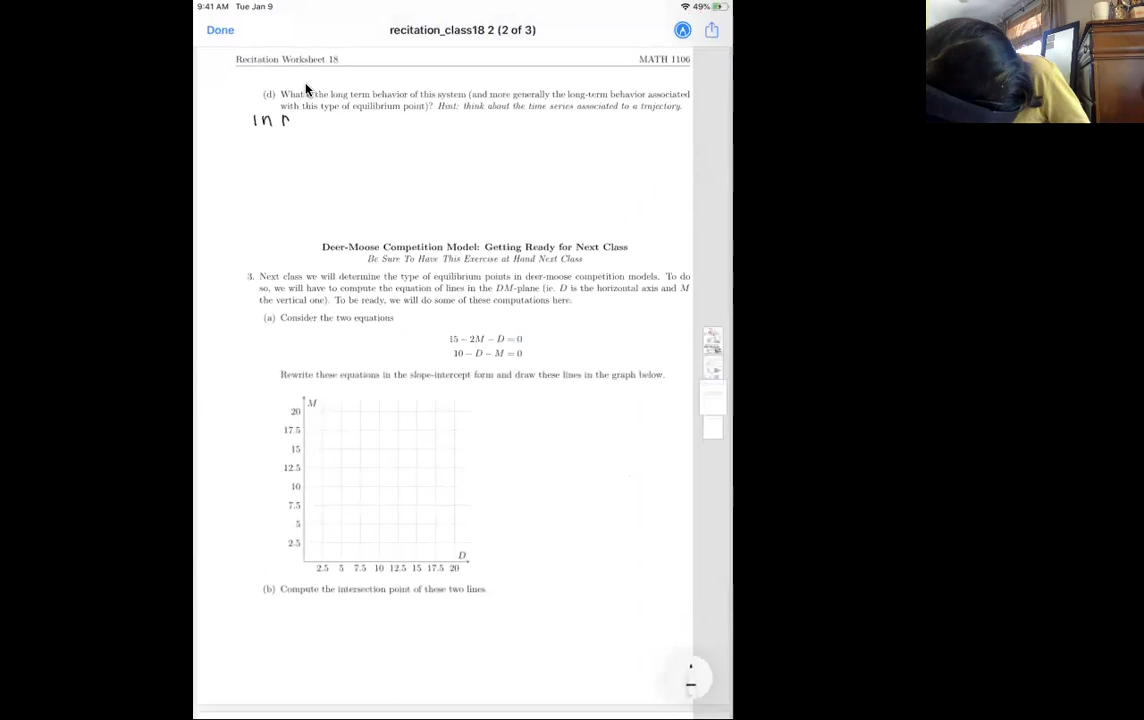 9:41 AM Tue Jan 9
49%
Done
recitation_class18 2 (2 of 3)
Recitation Worksheet 18
MATH 1106
(d) What the long term behavior of this system (and more generally the long-term behavior associated
with this type of equilibrium point)? Hint: think about the time series associated to a trajectory.
in
Deer-Moose Competition Model: Getting Ready for Next Class
Be Sure To Have This Exercise at Hand Next Class
3. Next class we will determine the type of equilibrium points in deer-moose competition models. To do
so, we will have to compute the equation of lines in the DM-plane (ie. D is the horizontal axis and M
the vertical one). To be ready, we will do some of these computations here.
(a) Consider the two equations
15 − 2M − D = 0
10 − D − M = 0
Rewrite these equations in the slope-intercept form and draw these lines in the graph below.
M
20
17.5
15
12.5
10
7.5
5
2.5
D
2.5 5 7.5 10 12.5 15 17.5 20
(b) Compute the intersection point of these two lines.